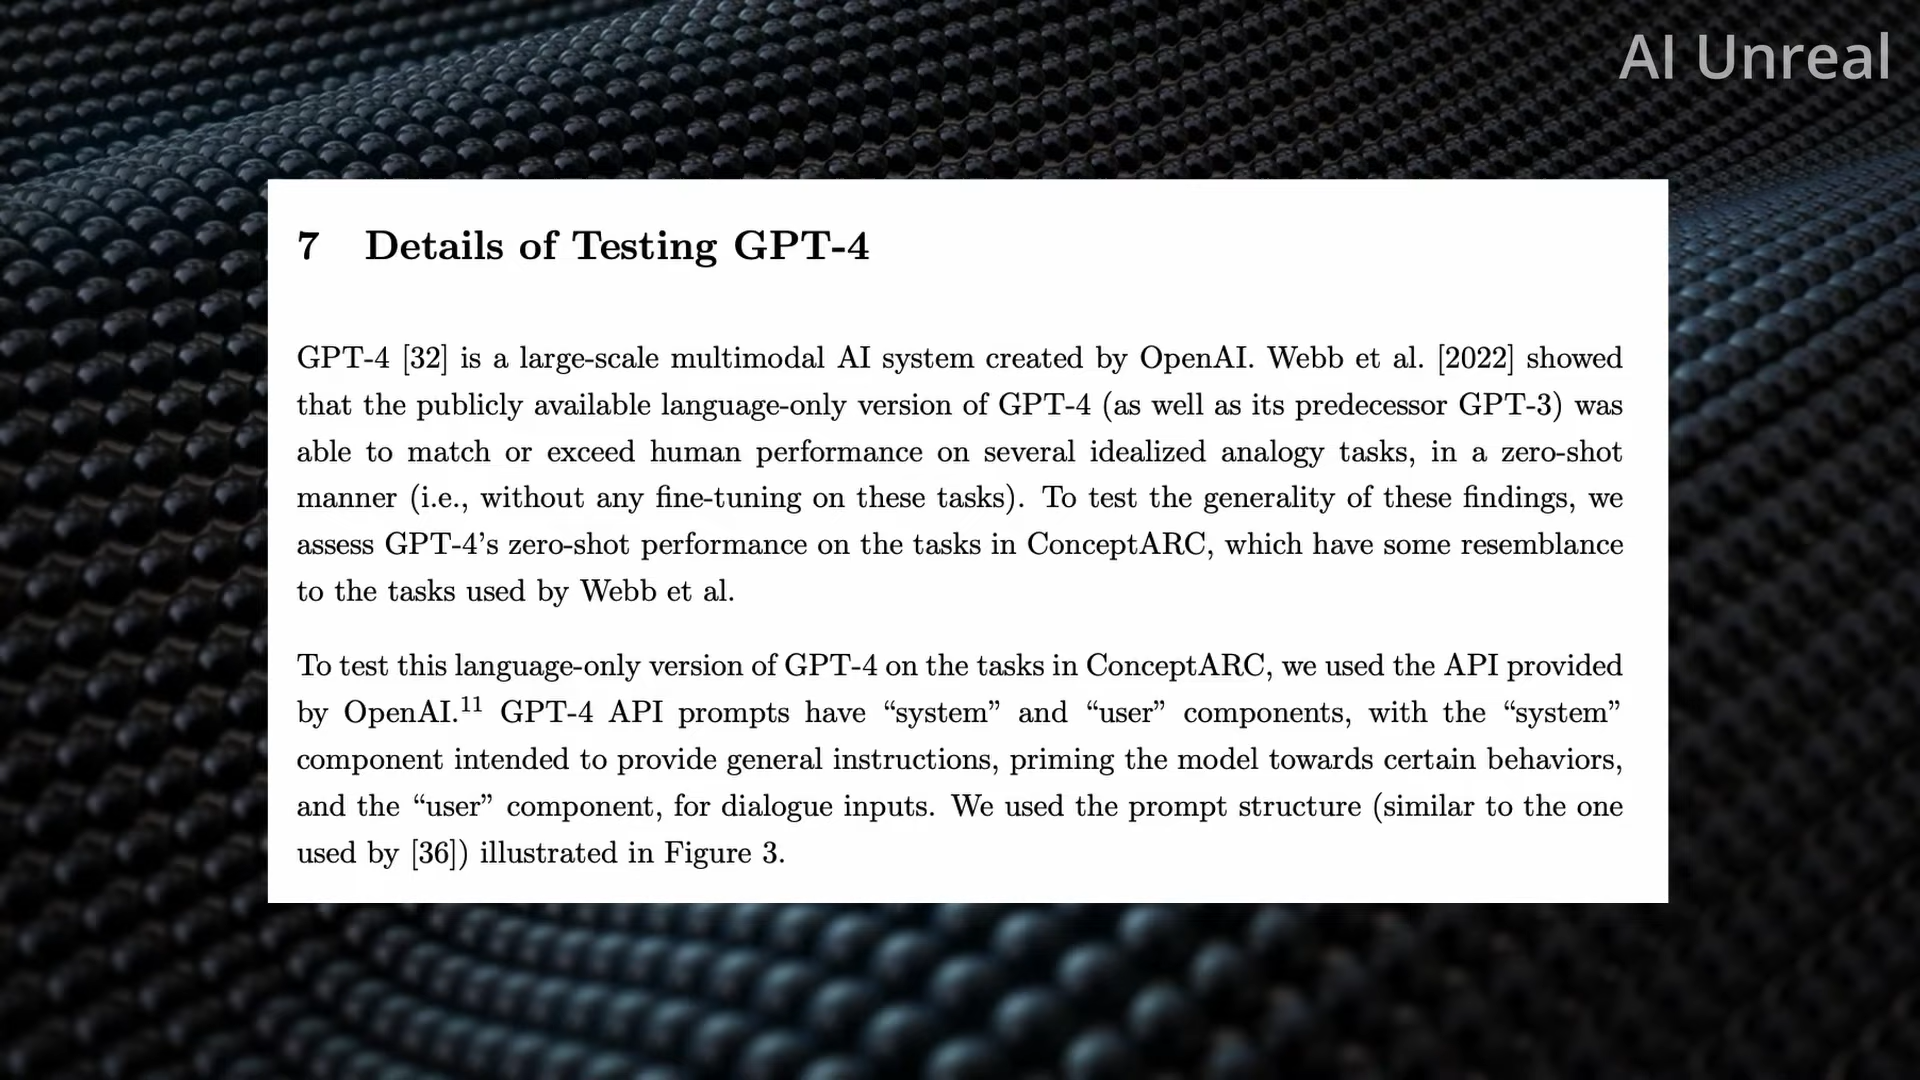 AI Unreal
7 Details of Testing GPT-4
GPT-4 [32] is a large-scale multimodal AI system created by OpenAI. Webb et al. [2022] showed
that the publicly available language-only version of GPT-4 (as well as its predecessor GPT-3) was
able to match or exceed human performance on several idealized analogy tasks, in a zero-shot
manner (i.e., without any fine-tuning on these tasks). To test the generality of these findings, we
assess GPT-4’s zero-shot performance on the tasks in ConceptARC, which have some resemblance
to the tasks used by Webb et al.
To test this language-only version of GPT-4 on the tasks in ConceptARC, we used the API provided
by OpenAI.¹¹ GPT-4 API prompts have “system” and “user” components, with the “system”
component intended to provide general instructions, priming the model towards certain behaviors,
and the “user” component, for dialogue inputs. We used the prompt structure (similar to the one
used by [36]) illustrated in Figure 3.